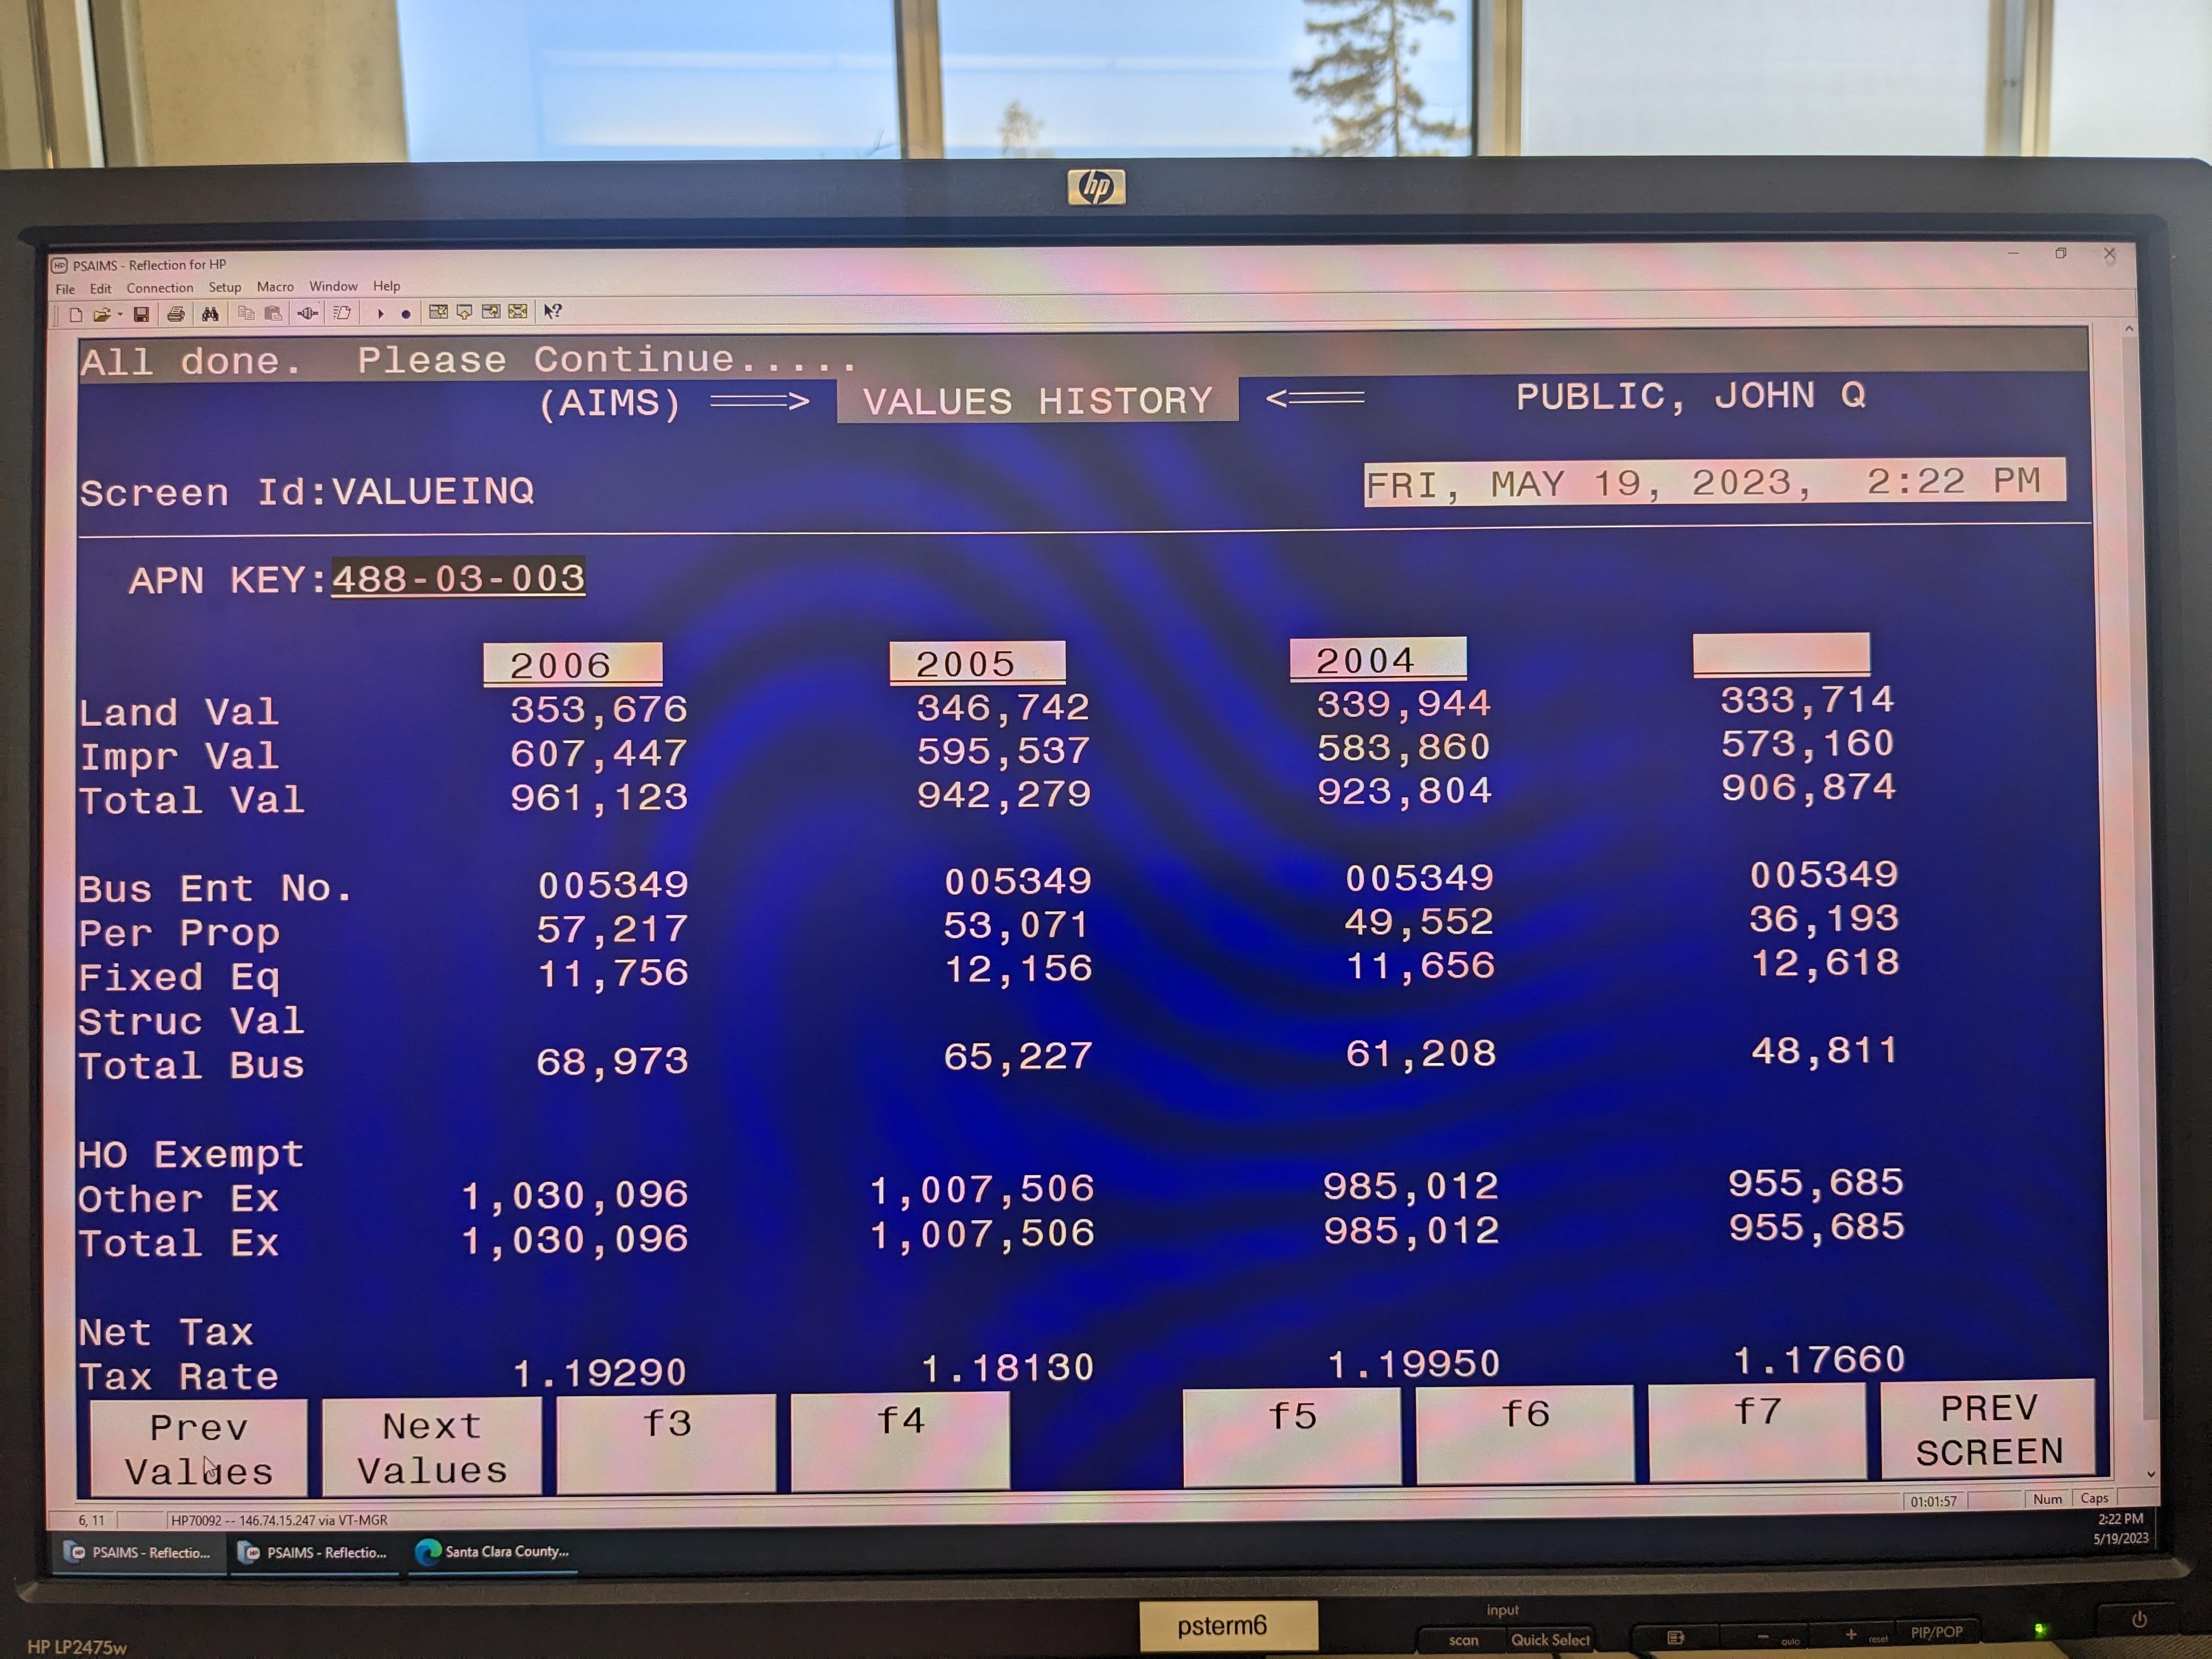 hp
PSAIMS - Reflection for HP
File Edit Connection Setup Macro Window Help
All done. Please Continue.....
(AIMS) ===> VALUES HISTORY <=== PUBLIC, JOHN Q
Screen Id:VALUEINQ FRI, MAY 19, 2023, 2:22 PM
APN KEY:488-03-003
2006 2005 2004
Land Val 353,676 346,742 339,944 333,714
Impr Val 607,447 595,537 583,860 573,160
Total Val 961,123 942,279 923,804 906,874
Bus Ent No. 005349 005349 005349 005349
Per Prop 57,217 53,071 49,552 36,193
Fixed Eq 11,756 12,156 11,656 12,618
Struc Val
Total Bus 68,973 65,227 61,208 48,811
HO Exempt
Other Ex 1,030,096 1,007,506 985,012 955,685
Total Ex 1,030,096 1,007,506 985,012 955,685
Net Tax
Tax Rate 1.19290 1.18130 1.19950 1.17660
Prev Next f3 f4 f5 f6 f7 PREV
Values Values SCREEN
01:01:57 Num Caps
6, 11 HP70092 -- 146.74.15.247 via VT-MGR
2:22 PM
PSAIMS - Reflectio... PSAIMS - Reflectio... Santa Clara County...
5/19/2023
psterm6
input
HP LP2475w
scan Quick Select - auto + reset PIP/POP